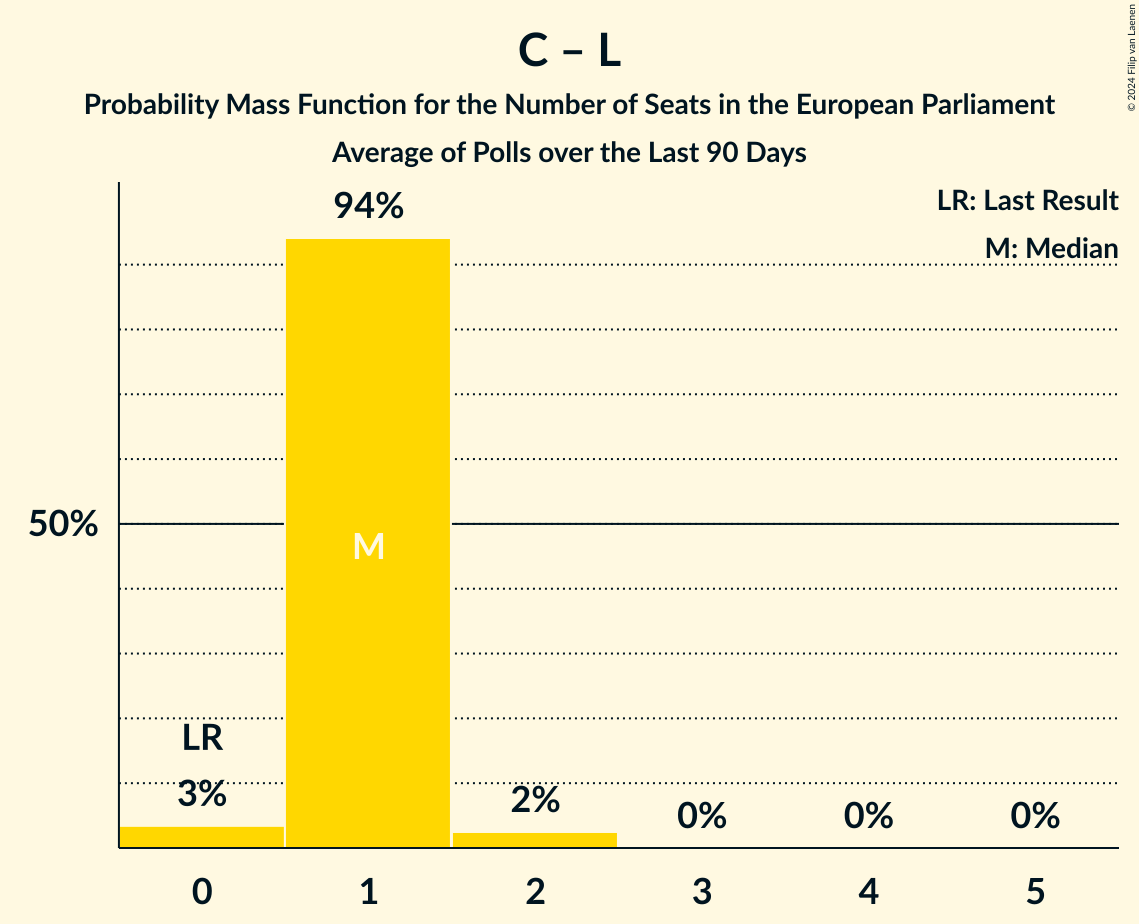 C – L
Probability Mass Function for the Number of Seats in the European Parliament
Average of Polls over the Last 90 Days
© 2024 Filip van Laenen
LR: Last Result
M: Median
94%
50%
M
LR
3%
2%
0%
0%
0%
0
1
2
3
4
5